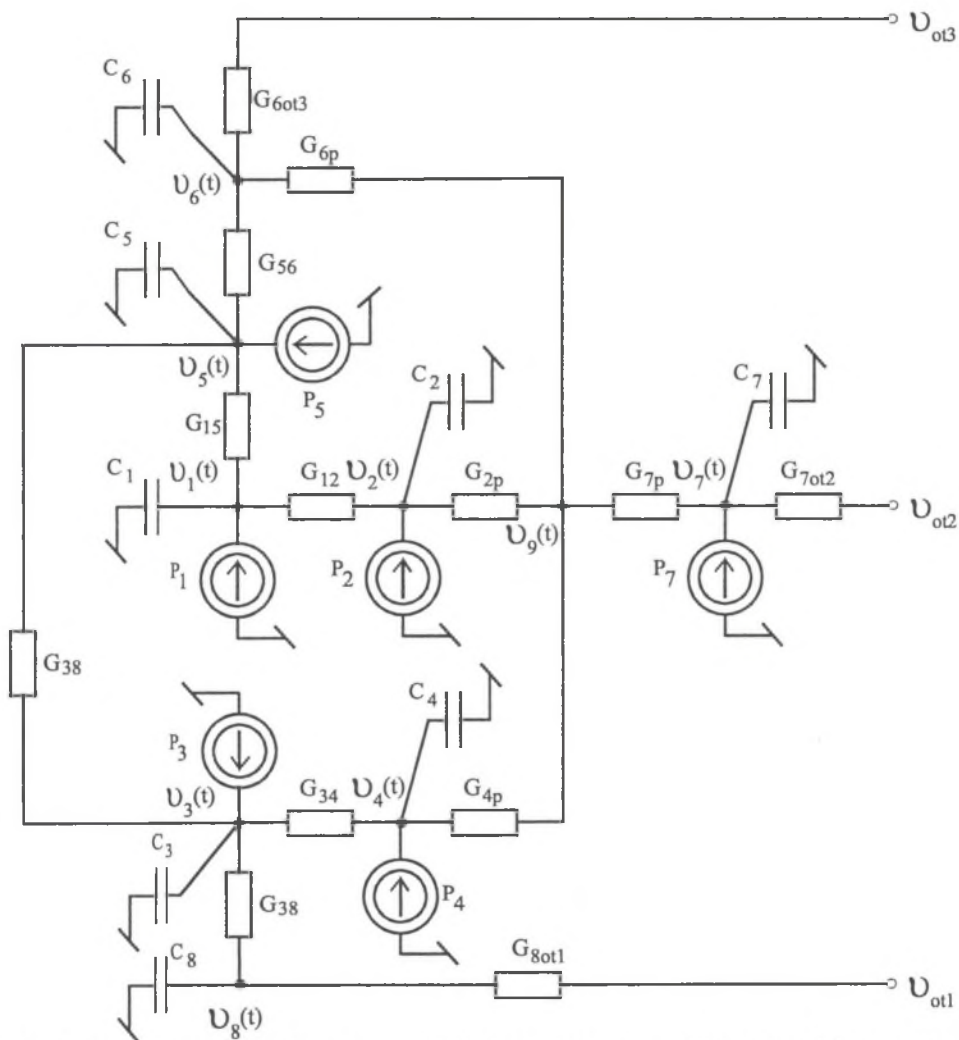 υot3
C6
G6ot3
G6p
υ6(t)
C5
G56
υ5(t)
P5
C2
C7
G15
C1
υ1(t)
G12
υ2(t)
G2p
G7p
υ7(t)
G7ot2
υot2
υ9(t)
P1
P2
P7
G38
C4
P3
υ3(t)
G34
υ4(t)
G4p
C3
G38
P4
C8
G8ot1
υot1
υ8(t)